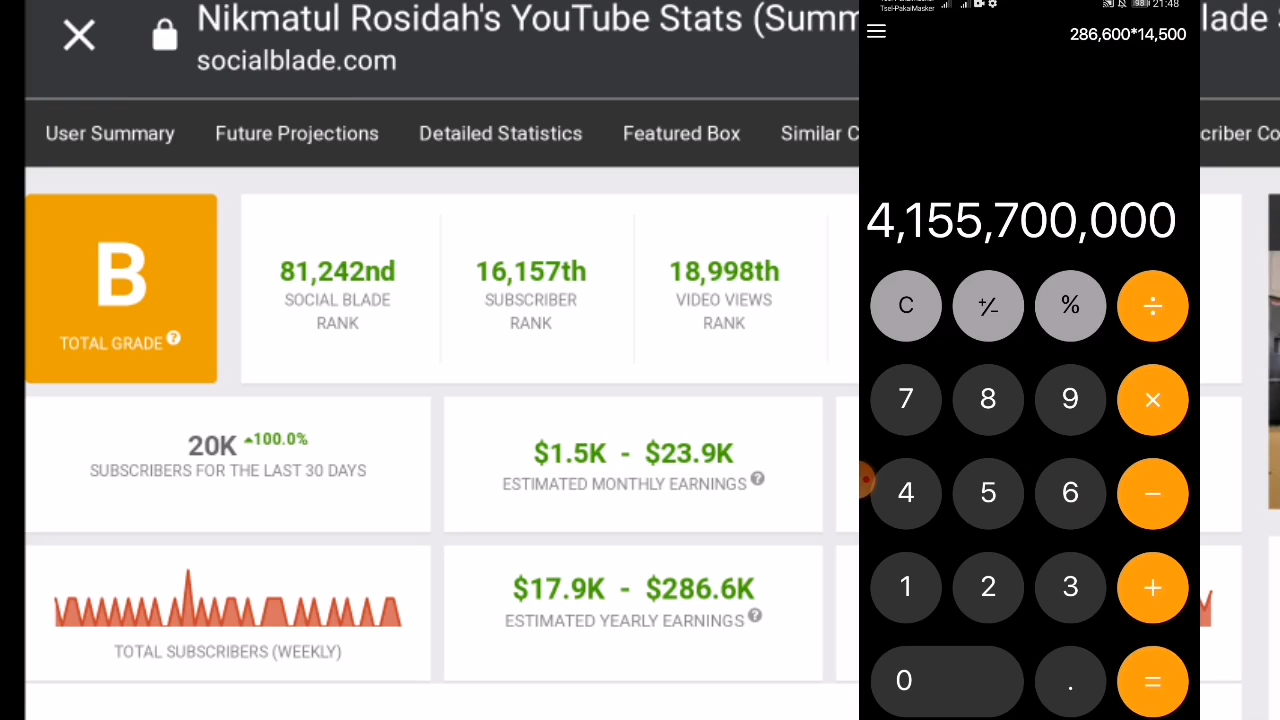 Nikmatul Rosidah's YouTube Stats (Summ
lade
socialblade.com
Tsel-PakaiMasker
98
21:48
286,600*14,500
4,155,700,000
User Summary
Future Projections
Detailed Statistics
Featured Box
Similar C
criber Co
B
TOTAL GRADE ?
81,242nd
SOCIAL BLADE
RANK
16,157th
SUBSCRIBER
RANK
18,998th
VIDEO VIEWS
RANK
20K 100.0%
SUBSCRIBERS FOR THE LAST 30 DAYS
$1.5K - $23.9K
ESTIMATED MONTHLY EARNINGS ?
TOTAL SUBSCRIBERS (WEEKLY)
$17.9K - $286.6K
ESTIMATED YEARLY EARNINGS ?
C +/- % ÷
7 8 9 ×
4 5 6 −
1 2 3 +
0 . =